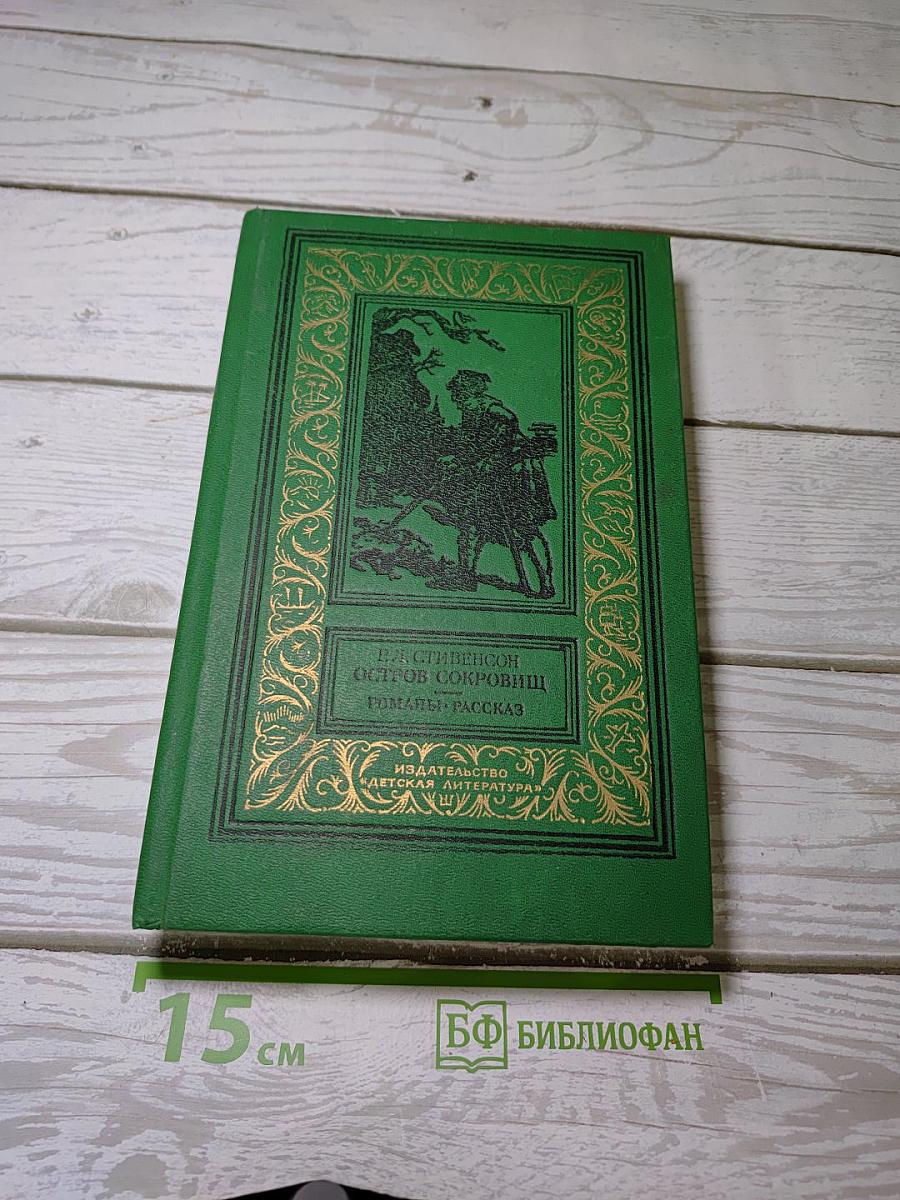 Р. Л. СТИВЕНСОН
ОСТРОВ СОКРОВИЩ
РОМАНЫ · РАССКАЗ
ИЗДАТЕЛЬСТВО
«ДЕТСКАЯ ЛИТЕРАТУРА»
15 см
БФ БИБЛИОФАН